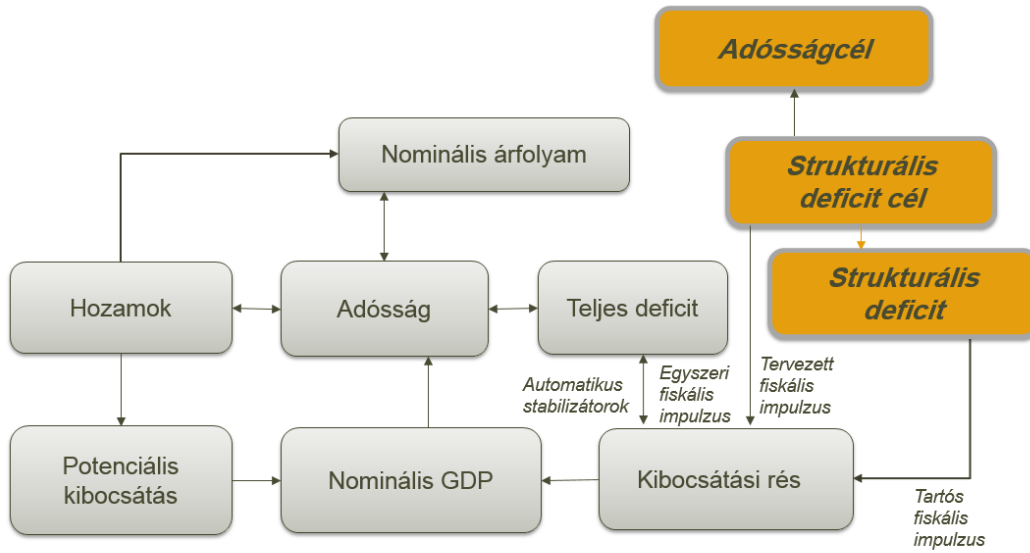 Adósságcél
Nominális árfolyam
Strukturális
deficit cél
Hozamok
Adósság
Teljes deficit
Strukturális
deficit
Automatikus
stabilizátorok
Egyszeri
fiskális
impulzus
Tervezett
fiskális
impulzus
Potenciális
kibocsátás
Nominális GDP
Kibocsátási rés
Tartós
fiskális
impulzus